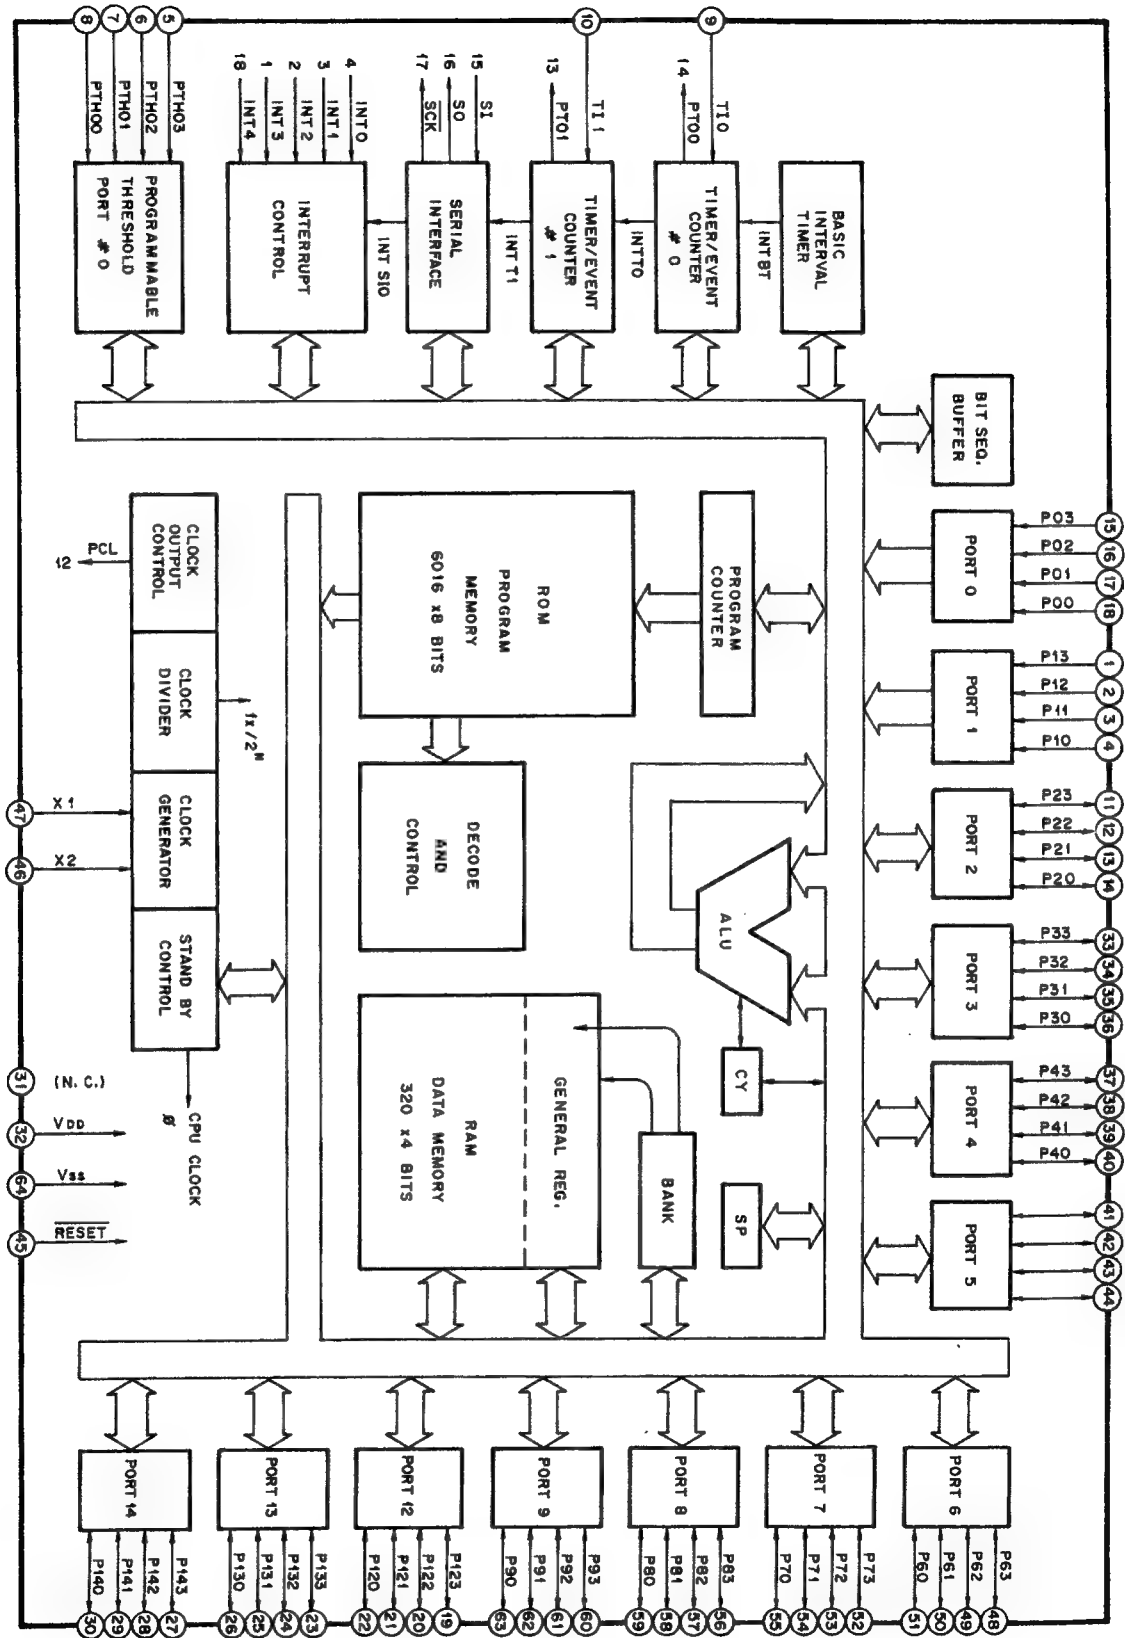 8
7
6
5
PTH00
PTH01
PTH02
PTH03
PROGRAMMABLE
THRESHOLD
PORT #0
18
1
2
3
4
INT4
INT3
INT2
INT1
INT0
INTERRUPT
CONTROL
INT SIO
17
16
15
SCK
SO
SI
SERIAL
INTERFACE
INTT1
13
PTO1
10
TI1
TIMER/EVENT
COUNTER
#1
INTT0
14
PTO0
9
TI0
TIMER/EVENT
COUNTER
#0
INTBT
BASIC
INTERVAL
TIMER
BIT SEQ.
BUFFER
15
16
17
18
P03
P02
P01
P00
PORT 0
1
2
3
4
P13
P12
P11
P10
PORT 1
11
12
13
14
P23
P22
P21
P20
PORT 2
33
34
35
36
P33
P32
P31
P30
PORT 3
37
38
39
40
P43
P42
P41
P40
PORT 4
41
42
43
44
PORT 5
PROGRAM
COUNTER
ROM
PROGRAM
MEMORY
6016 x8 BITS
DECODE
AND
CONTROL
ALU
CY
SP
BANK
GENERAL REG.
RAM
DATA MEMORY
320 x4 BITS
CLOCK
OUTPUT
CONTROL
12
PCL
CLOCK
DIVIDER
fx/2^N
CLOCK
GENERATOR
47
X1
46
X2
STAND BY
CONTROL
CPU CLOCK
Ø
31
(N.C.)
32
VDD
64
Vss
45
RESET
PORT 14
P140
P141
P142
P143
30
29
28
27
PORT 13
P130
P131
P132
P133
26
25
24
23
PORT 12
P120
P121
P122
P123
22
21
20
19
PORT 9
P90
P91
P92
P93
63
62
61
60
PORT 8
P80
P81
P82
P83
59
58
57
56
PORT 7
P70
P71
P72
P73
55
54
53
52
PORT 6
P60
P61
P62
P63
51
50
49
48